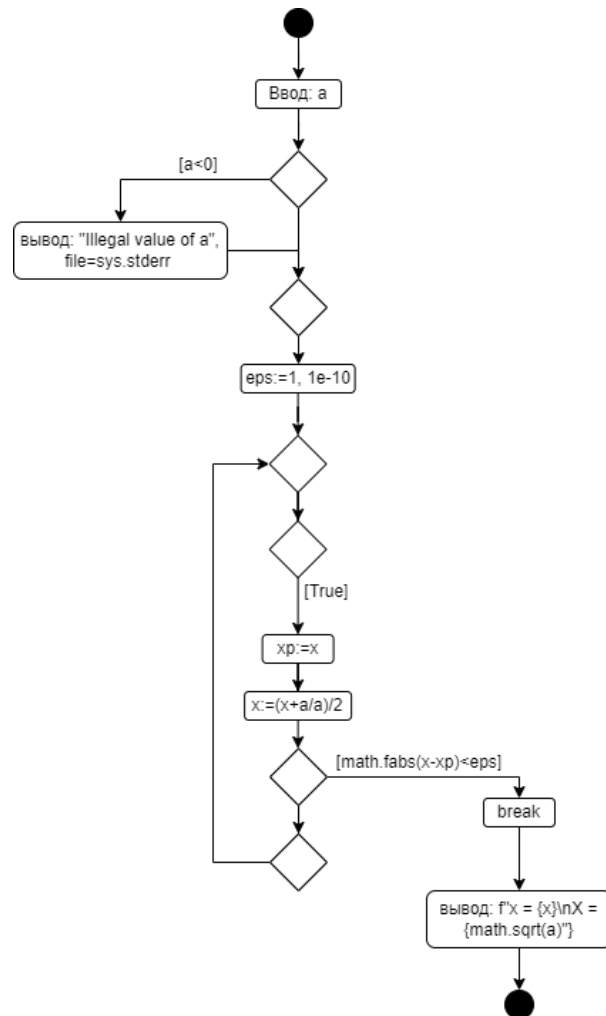 Ввод: a
[a<0]
вывод: "Illegal value of a",
file=sys.stderr
eps:=1, 1e-10
[True]
xp:=x
x:=(x+a/a)/2
[math.fabs(x-xp)<eps]
break
вывод: f"x = {x}\nX =
{math.sqrt(a)"}